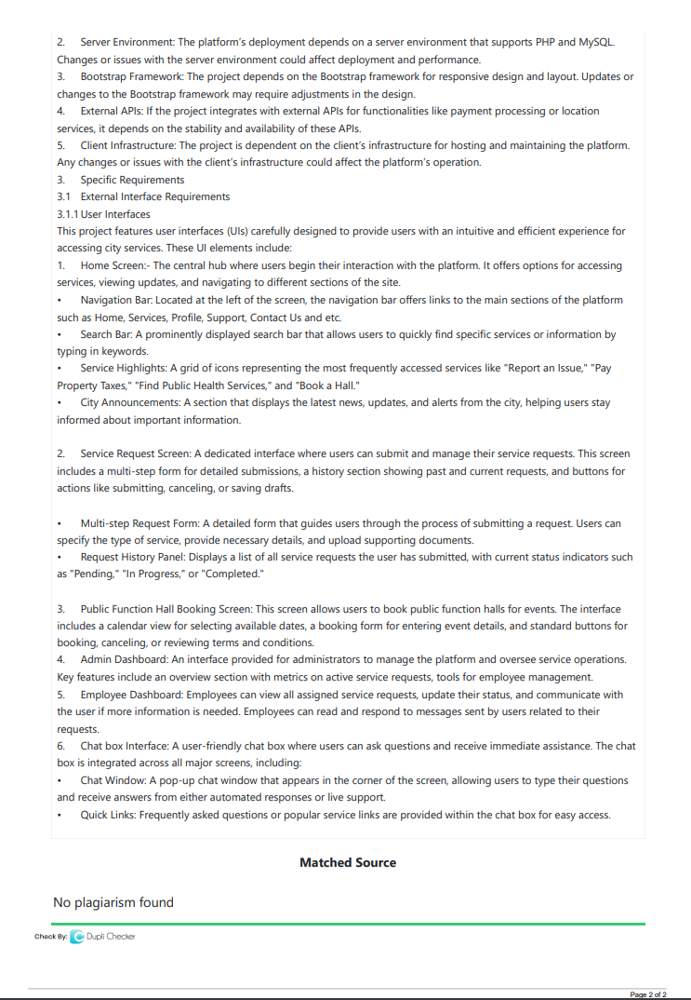 2. Server Environment: The platform's deployment depends on a server environment that supports PHP and MySQL.
Changes or issues with the server environment could affect deployment and performance.
3. Bootstrap Framework: The project depends on the Bootstrap framework for responsive design and layout. Updates or
changes to the Bootstrap framework may require adjustments in the design.
4. External APIs: If the project integrates with external APIs for functionalities like payment processing or location
services, it depends on the stability and availability of these APIs.
5. Client Infrastructure: The project is dependent on the client's infrastructure for hosting and maintaining the platform.
Any changes or issues with the client's infrastructure could affect the platform's operation.
3. Specific Requirements
3.1 External Interface Requirements
3.1.1 User Interfaces
This project features user interfaces (UIs) carefully designed to provide users with an intuitive and efficient experience for
accessing city services. These UI elements include:
1. Home Screen:- The central hub where users begin their interaction with the platform. It offers options for accessing
services, viewing updates, and navigating to different sections of the site.
• Navigation Bar: Located at the left of the screen, the navigation bar offers links to the main sections of the platform
such as Home, Services, Profile, Support, Contact Us and etc.
• Search Bar: A prominently displayed search bar that allows users to quickly find specific services or information by
typing in keywords.
• Service Highlights: A grid of icons representing the most frequently accessed services like "Report an Issue," "Pay
Property Taxes," "Find Public Health Services," and "Book a Hall."
• City Announcements: A section that displays the latest news, updates, and alerts from the city, helping users stay
informed about important information.
2. Service Request Screen: A dedicated interface where users can submit and manage their service requests. This screen
includes a multi-step form for detailed submissions, a history section showing past and current requests, and buttons for
actions like submitting, canceling, or saving drafts.
• Multi-step Request Form: A detailed form that guides users through the process of submitting a request. Users can
specify the type of service, provide necessary details, and upload supporting documents.
• Request History Panel: Displays a list of all service requests the user has submitted, with current status indicators such
as "Pending," "In Progress," or "Completed."
3. Public Function Hall Booking Screen: This screen allows users to book public function halls for events. The interface
includes a calendar view for selecting available dates, a booking form for entering event details, and standard buttons for
booking, canceling, or reviewing terms and conditions.
4. Admin Dashboard: An interface provided for administrators to manage the platform and oversee service operations.
Key features include an overview section with metrics on active service requests, tools for employee management.
5. Employee Dashboard: Employees can view all assigned service requests, update their status, and communicate with
the user if more information is needed. Employees can read and respond to messages sent by users related to their
requests.
6. Chat box Interface: A user-friendly chat box where users can ask questions and receive immediate assistance. The chat
box is integrated across all major screens, including:
• Chat Window: A pop-up chat window that appears in the corner of the screen, allowing users to type their questions
and receive answers from either automated responses or live support.
• Quick Links: Frequently asked questions or popular service links are provided within the chat box for easy access.
Matched Source
No plagiarism found
Check By: Dupli Checker
Page 2 of 2